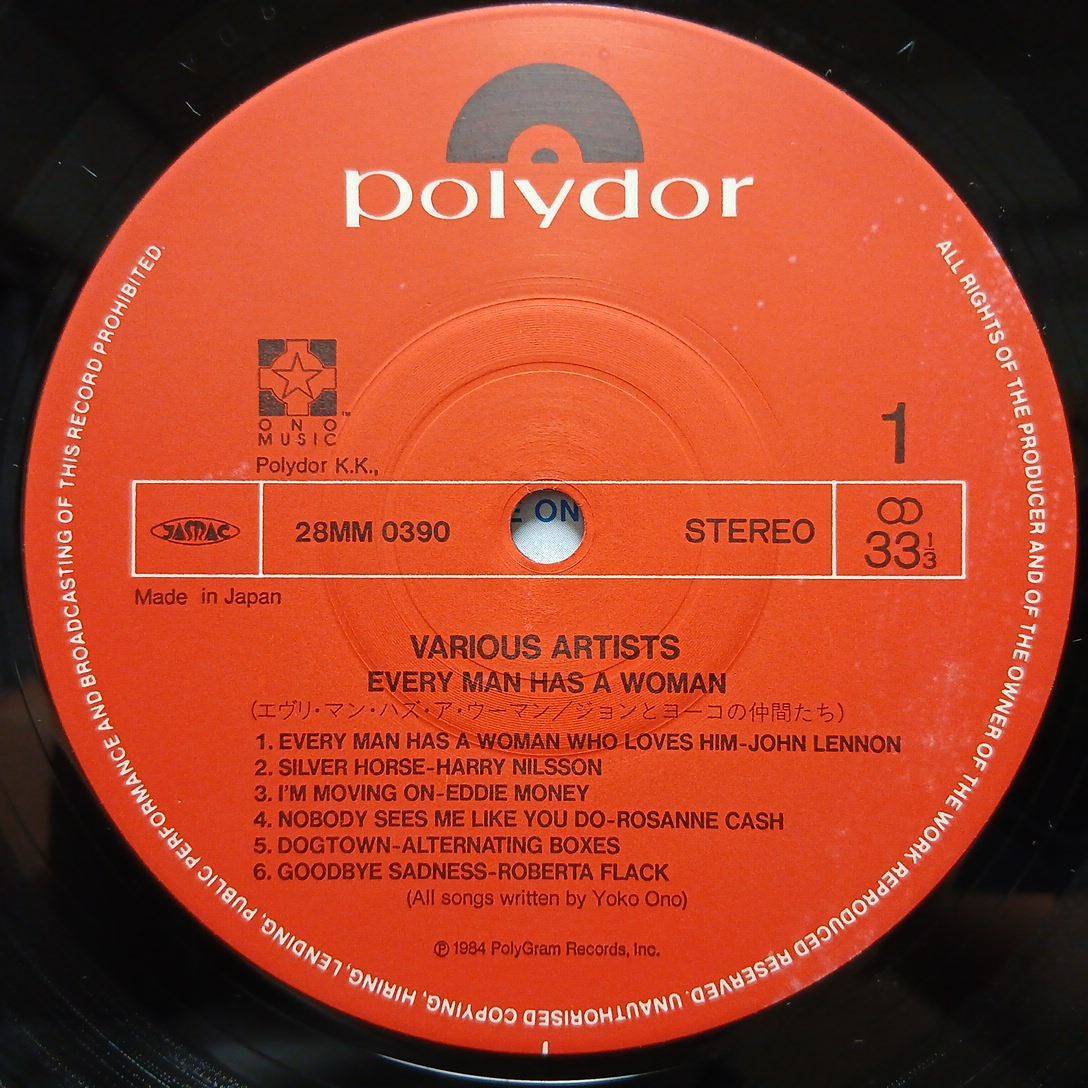 polydor
ONO
MUSIC
™
Polydor K.K.,
1
JASRAC
28MM 0390
E ON
STEREO
33 1/3
Made in Japan
VARIOUS ARTISTS
EVERY MAN HAS A WOMAN
(エヴリ・マン・ハズ・ア・ウーマン/ジョンとヨーコの仲間たち)
1. EVERY MAN HAS A WOMAN WHO LOVES HIM-JOHN LENNON
2. SILVER HORSE-HARRY NILSSON
3. I'M MOVING ON-EDDIE MONEY
4. NOBODY SEES ME LIKE YOU DO-ROSANNE CASH
5. DOGTOWN-ALTERNATING BOXES
6. GOODBYE SADNESS-ROBERTA FLACK
(All songs written by Yoko Ono)
℗ 1984 PolyGram Records, Inc.
ALL RIGHTS OF THE PRODUCER AND OF THE OWNER OF THE WORK REPRODUCED RESERVED. UNAUTHORISED COPYING, HIRING, LENDING, PUBLIC PERFORMANCE AND BROADCASTING OF THIS RECORD PROHIBITED.